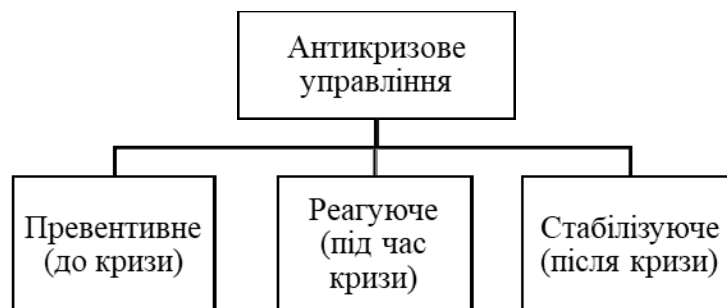 Антикризове
управління
Превентивне
(до кризи)
Реагуюче
(під час
кризи)
Стабілізуюче
(після кризи)